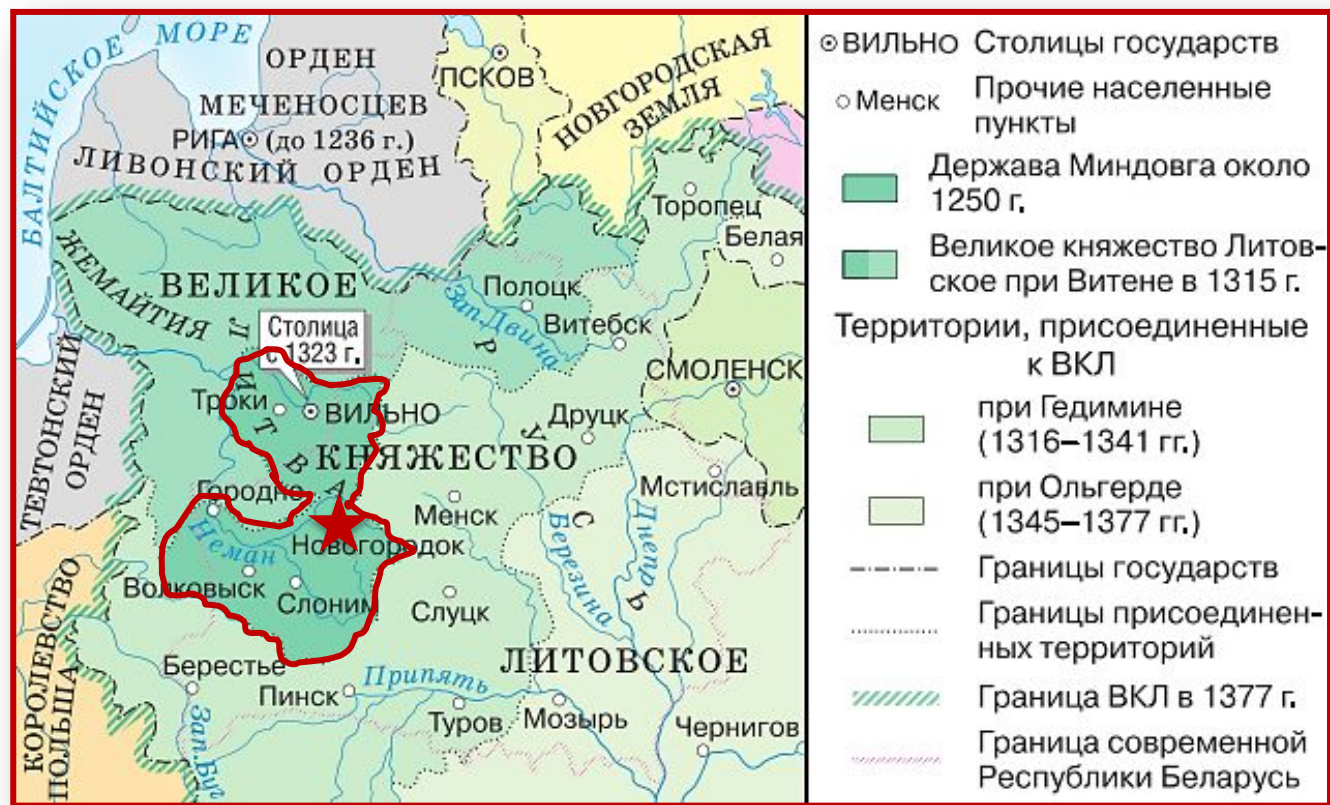 БАЛТИЙСКОЕ МОРЕ
ОРДЕН
МЕЧЕНОСЦЕВ
РИГА (до 1236 г.)
ЛИВОНСКИЙ ОРДЕН
ПСКОВ
НОВГОРОДСКАЯ
ЗЕМЛЯ
Торопец
Белая
ЖЕМАЙТИЯ
ВЕЛИКОЕ
Полоцк
Зап. Двина
Витебск
Столица
с 1323 г.
СМОЛЕНСК
Троки
ВИЛЬНО
Друцк
ЛИТВА
РУСЬ
КНЯЖЕСТВО
Мстиславль
ТЕВТОНСКИЙ
ОРДЕН
Городно
Менск
Березина
Днепр
Неман
Новогородок
Волковыск
Слоним
Слуцк
КОРОЛЕВСТВО
ПОЛЬША
ЛИТОВСКОЕ
Берестье
Пинск
Припять
Туров
Мозырь
Чернигов
Зап. Буг
ВИЛЬНО Столицы государств
Менск Прочие населенные
пункты
Держава Миндовга около
1250 г.
Великое княжество Литов-
ское при Витене в 1315 г.
Территории, присоединенные
к ВКЛ
при Гедимине
(1316–1341 гг.)
при Ольгерде
(1345–1377 гг.)
Границы государств
Границы присоединен-
ных территорий
Граница ВКЛ в 1377 г.
Граница современной
Республики Беларусь